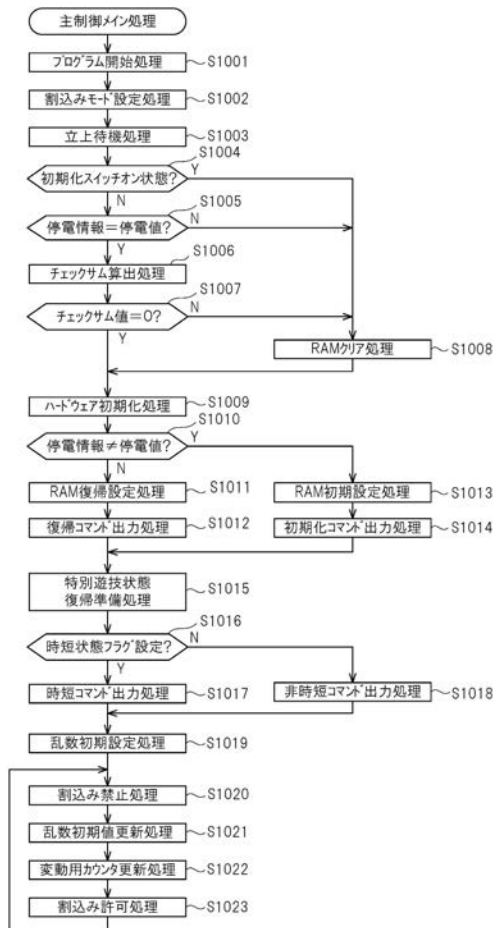 主制御メイン処理
プログラム開始処理 S1001
割込みモード設定処理 S1002
立上待機処理 S1003
S1004
初期化スイッチオン状態? Y
N S1005
停電情報=停電値? N
Y S1006
チェックサム算出処理
S1007
チェックサム値=0? N
Y
RAMクリア処理 S1008
ハードウェア初期化処理 S1009
S1010
停電情報≠停電値? Y
N
RAM復帰設定処理 S1011 RAM初期設定処理 S1013
復帰コマンド出力処理 S1012 初期化コマンド出力処理 S1014
特別遊技状態
復帰準備処理 S1015
S1016
時短状態フラグ設定? N
Y
時短コマンド出力処理 S1017 非時短コマンド出力処理 S1018
乱数初期設定処理 S1019
割込み禁止処理 S1020
乱数初期値更新処理 S1021
変動用カウンタ更新処理 S1022
割込み許可処理 S1023